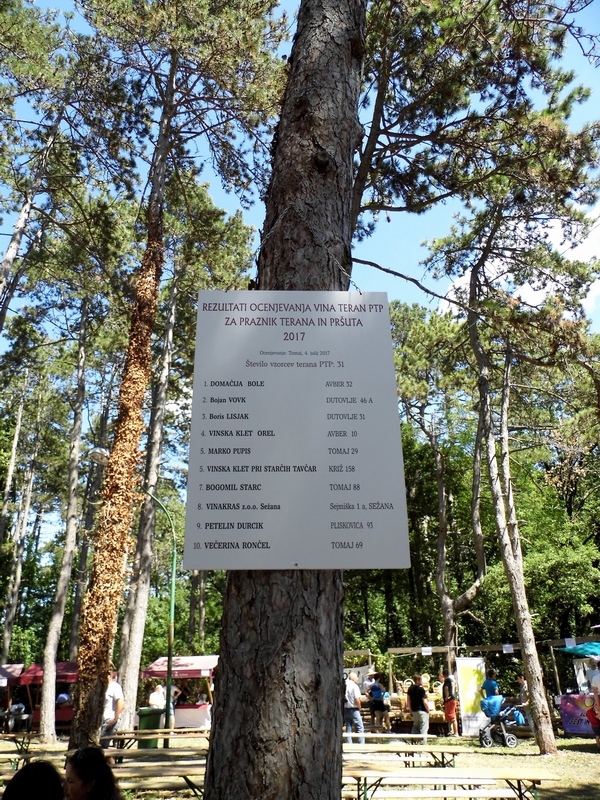 REZULTATI OCENJEVANJA VINA TERAN PTP
ZA PRAZNIK TERANA IN PRŠUTA
2017
Ocenjevanje: Tomaj, 4. julij 2017
Število vzorcev terana PTP: 31
1. DOMAČIJA BOLE AVBER 32
2. Bojan VOVK DUTOVLJE 46 A
3. Boris LISJAK DUTOVLJE 31
4. VINSKA KLET OREL AVBER 10
5. MARKO PUPIS TOMAJ 29
5. VINSKA KLET PRI STARČIH TAVČAR KRIŽ 158
7. BOGOMIL STARC TOMAJ 88
8. VINAKRAS z.o.o. Sežana Sejmiška 1 a, SEŽANA
9. PETELIN DURCIK PLISKOVICA 93
10. VEČERINA RONČEL TOMAJ 69